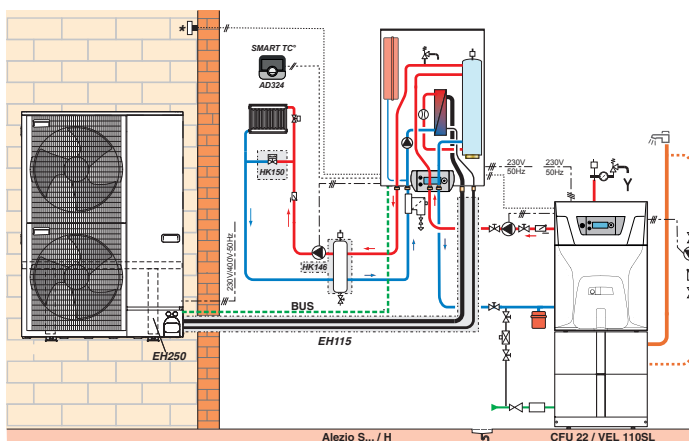 *
SMART TC°
AD324
HK150
230V
50Hz
230V
50Hz
230V/400V-50Hz
HK146
BUS
EH115
EH250
Alezio S... / H
CFU 22 / VEL 110SL